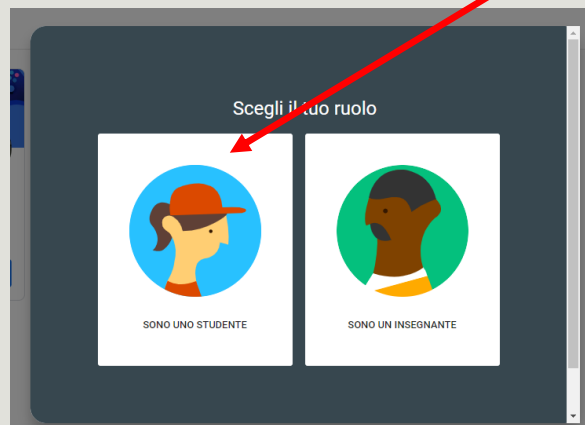 Scegli il tuo ruolo
SONO UNO STUDENTE
SONO UN INSEGNANTE